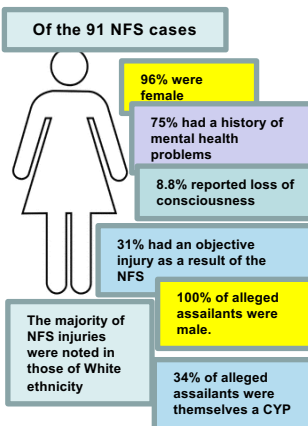 Of the 91 NFS cases
96% were
female
75% had a history of
mental health
problems
8.8% reported loss of
consciousness
31% had an objective
injury as a result of the
NFS
100% of alleged
assailants were
male.
The majority of
NFS injuries
were noted in
those of White
ethnicity
34% of alleged
assailants were
themselves a CYP